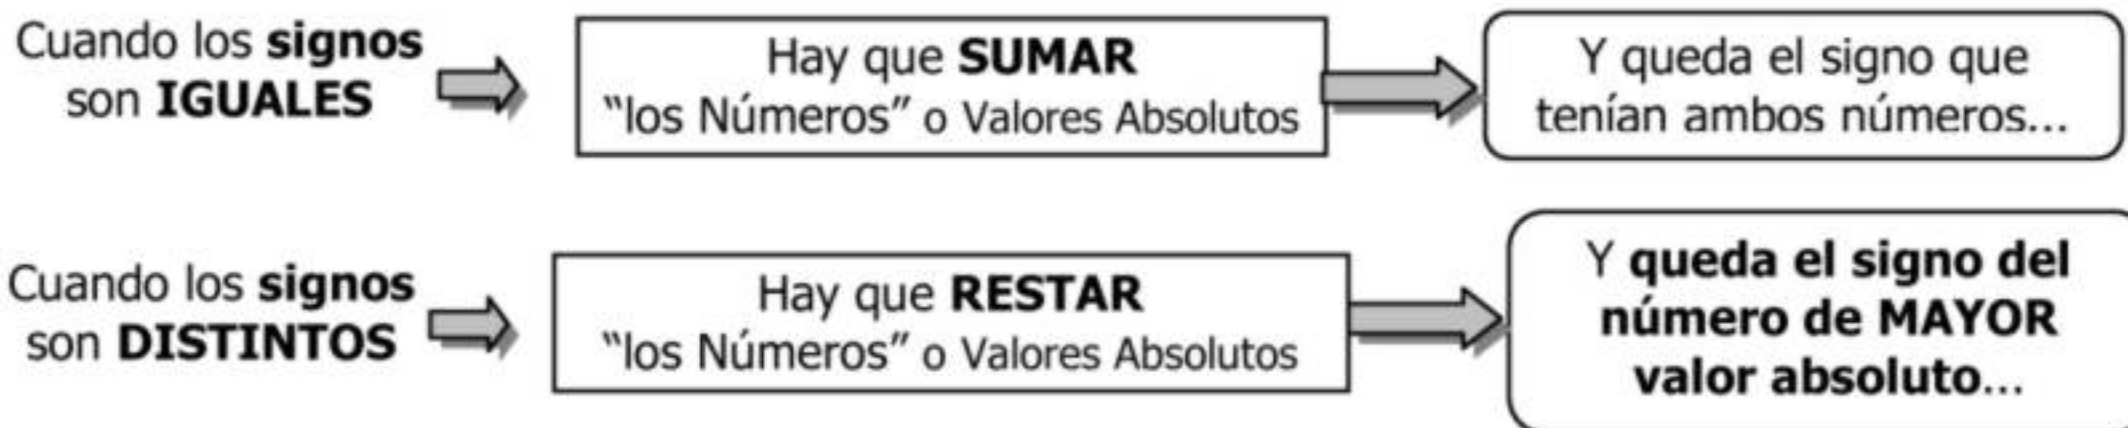 Cuando los signos
son IGUALES
Hay que SUMAR
“los Números” o Valores Absolutos
Y queda el signo que
tenían ambos números...
Cuando los signos
son DISTINTOS
Hay que RESTAR
“los Números” o Valores Absolutos
Y queda el signo del
número de MAYOR
valor absoluto...